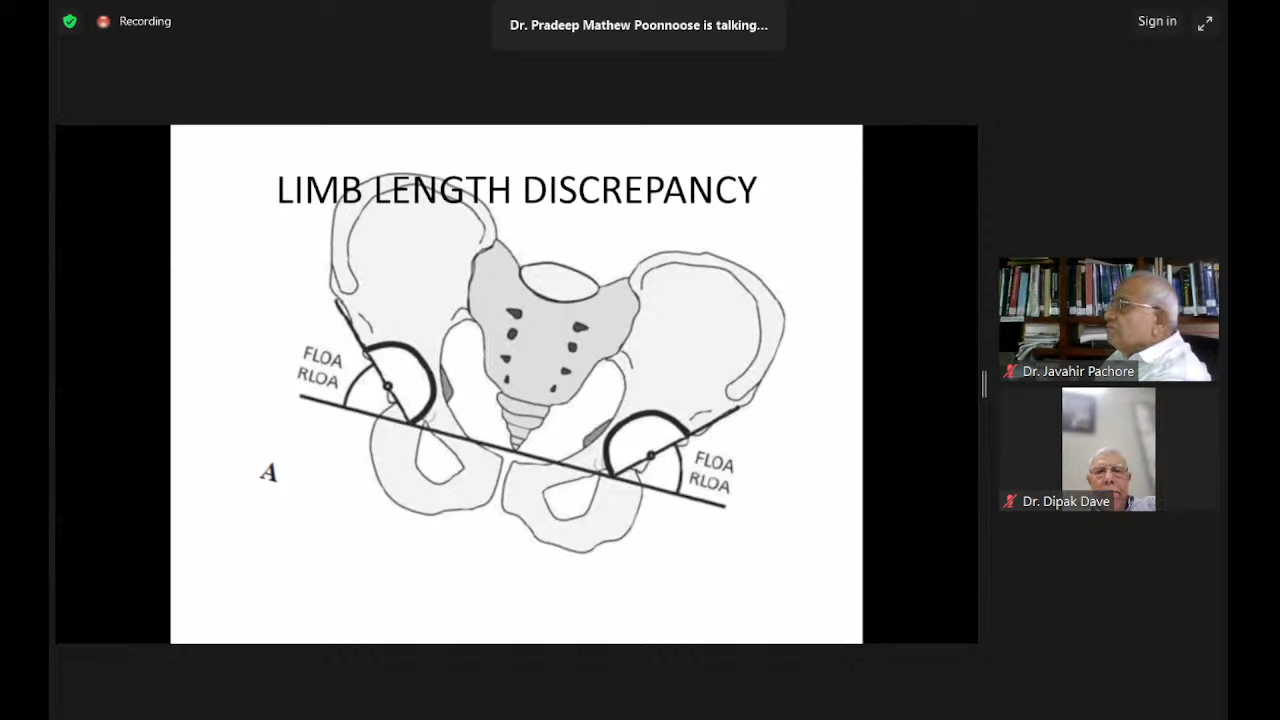 Recording
Dr. Pradeep Mathew Poonnoose is talking...
Sign in
LIMB LENGTH DISCREPANCY
FLOA
RLOA
FLOA
RLOA
A
Dr. Javahir Pachore
Dr. Dipak Dave